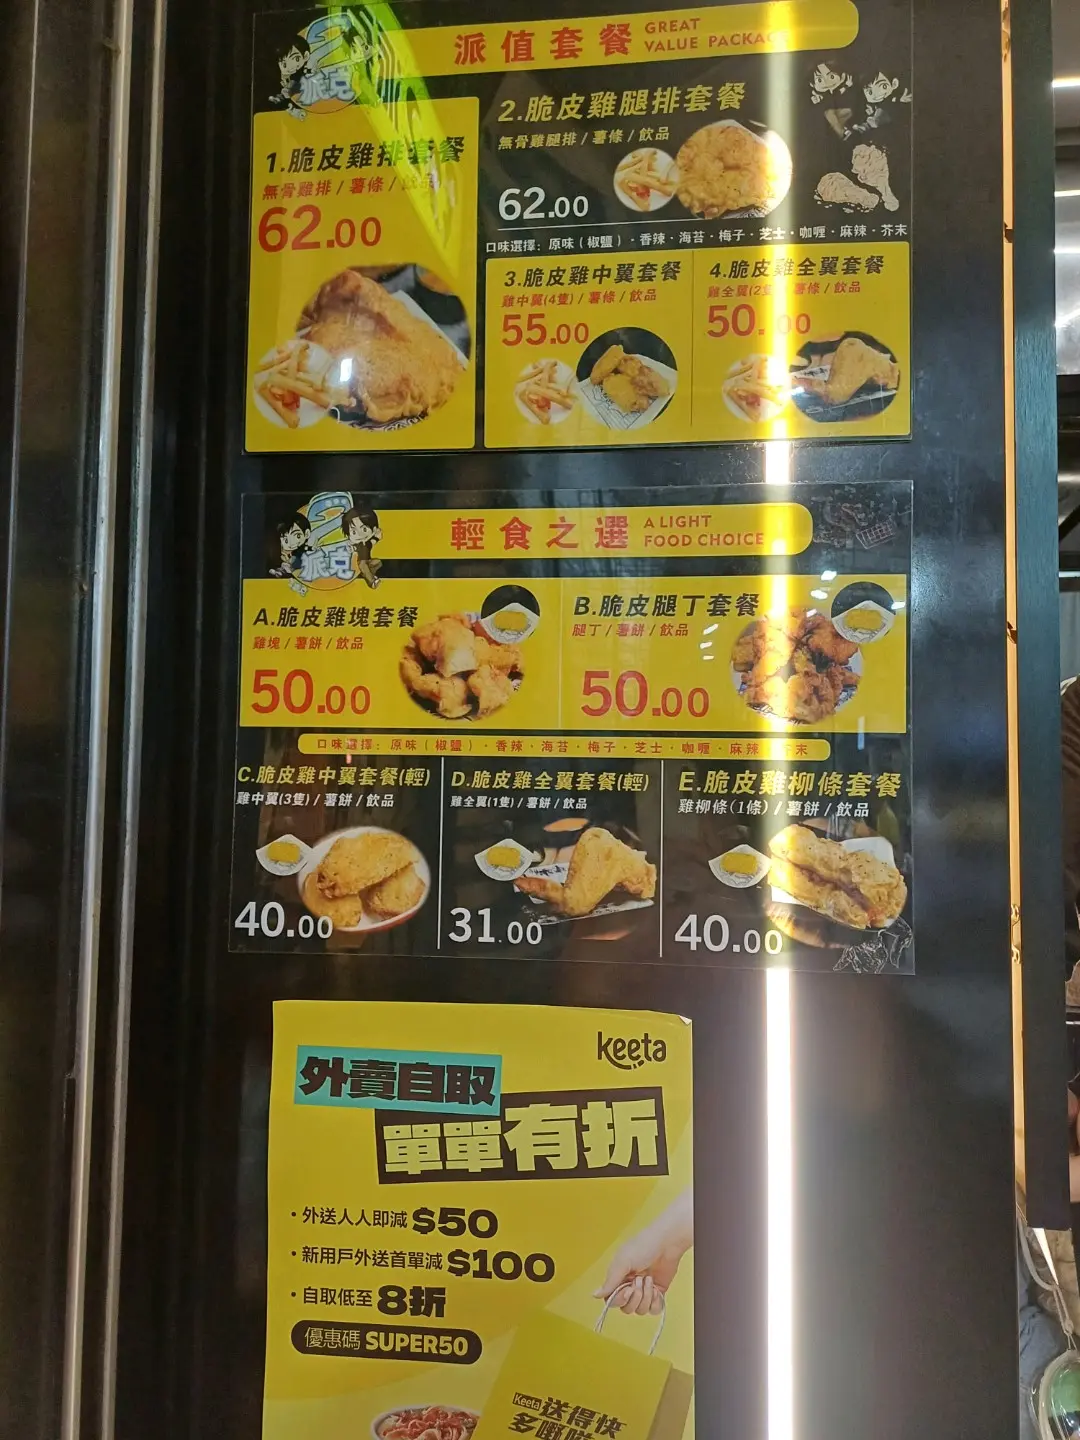 派克
派值套餐
GREAT
VALUE PACKAGE
1.脆皮雞排套餐
無骨雞排 / 薯條 / 飲品
62.00
2.脆皮雞腿排套餐
無骨雞腿排 / 薯條 / 飲品
62.00
口味選擇: 原味 (椒鹽) · 香辣 · 海苔 · 梅子 · 芝士 · 咖喱 · 麻辣 · 芥末
3.脆皮雞中翼套餐
雞中翼(4隻) / 薯條 / 飲品
55.00
4.脆皮雞全翼套餐
雞全翼(2隻) / 薯條 / 飲品
50.00
派克
輕食之選
A LIGHT
FOOD CHOICE
A.脆皮雞塊套餐
雞塊 / 薯餅 / 飲品
50.00
B.脆皮腿丁套餐
腿丁 / 薯餅 / 飲品
50.00
口味選擇: 原味 (椒鹽) · 香辣 · 海苔 · 梅子 · 芝士 · 咖喱 · 麻辣 · 芥末
C.脆皮雞中翼套餐(輕)
雞中翼(3隻) / 薯餅 / 飲品
40.00
D.脆皮雞全翼套餐(輕)
雞全翼(1隻) / 薯餅 / 飲品
31.00
E.脆皮雞柳條套餐
雞柳條(1條) / 薯餅 / 飲品
40.00
keeta
外賣自取
單單有折
· 外送人人即減 $50
· 新用戶外送首單減 $100
· 自取低至 8折
優惠碼 SUPER50
Keeta 送得快
多嘢